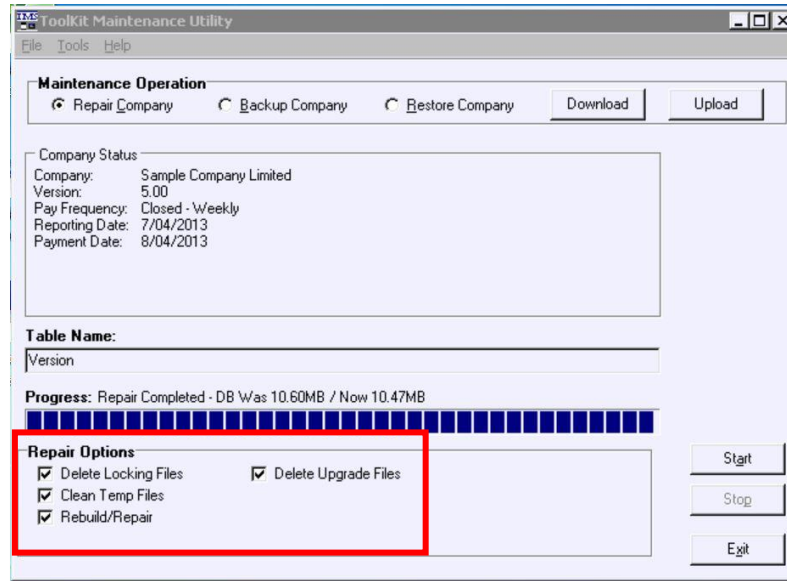 IMS ToolKit Maintenance Utility
File Tools Help
Maintenance Operation
Repair Company Backup Company Restore Company Download Upload
Company Status
Company: Sample Company Limited
Version: 5.00
Pay Frequency: Closed - Weekly
Reporting Date: 7/04/2013
Payment Date: 8/04/2013
Table Name:
Version
Progress: Repair Completed - DB Was 10.60MB / Now 10.47MB
Repair Options
Delete Locking Files Delete Upgrade Files
Clean Temp Files
Rebuild/Repair
Start
Stop
Exit